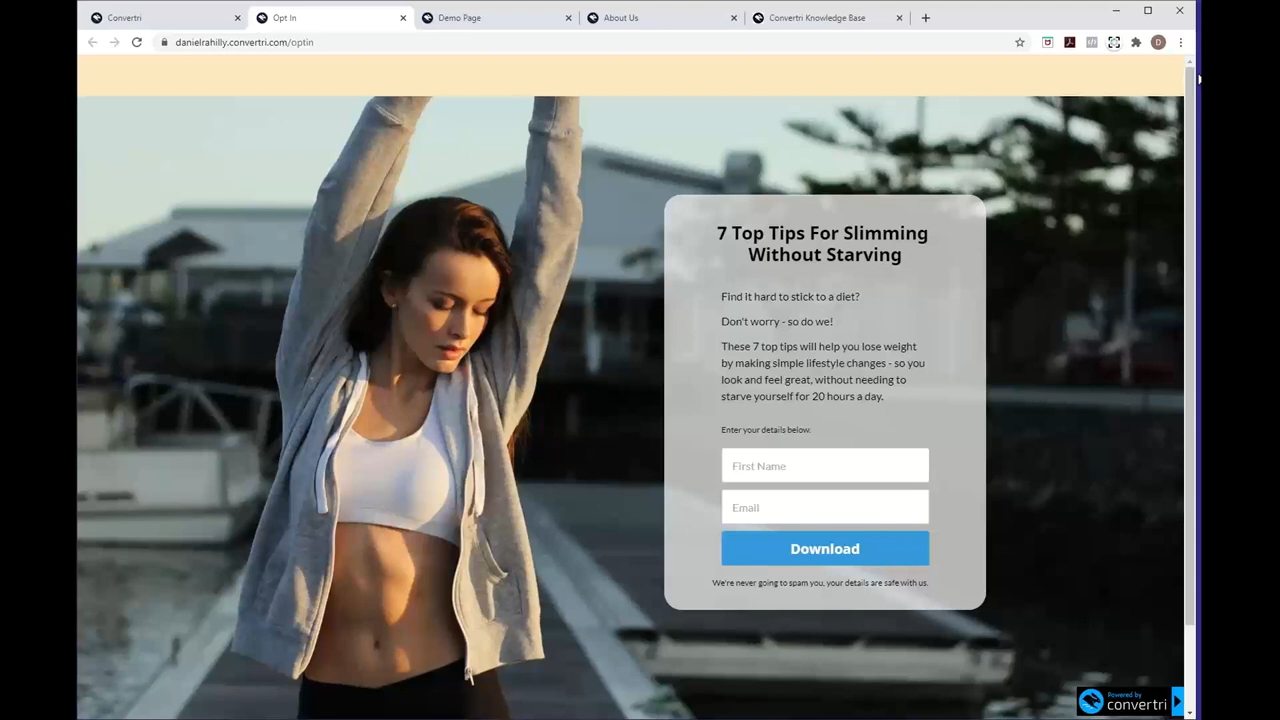 Convertri
Opt In
Demo Page
About Us
Convertri Knowledge Base
danielrahilly.convertri.com/optin
D
7 Top Tips For Slimming
Without Starving
Find it hard to stick to a diet?
Don't worry - so do we!
These 7 top tips will help you lose weight
by making simple lifestyle changes - so you
look and feel great, without needing to
starve yourself for 20 hours a day.
Enter your details below.
First Name
Email
Download
We're never going to spam you, your details are safe with us.
Powered by
convertri